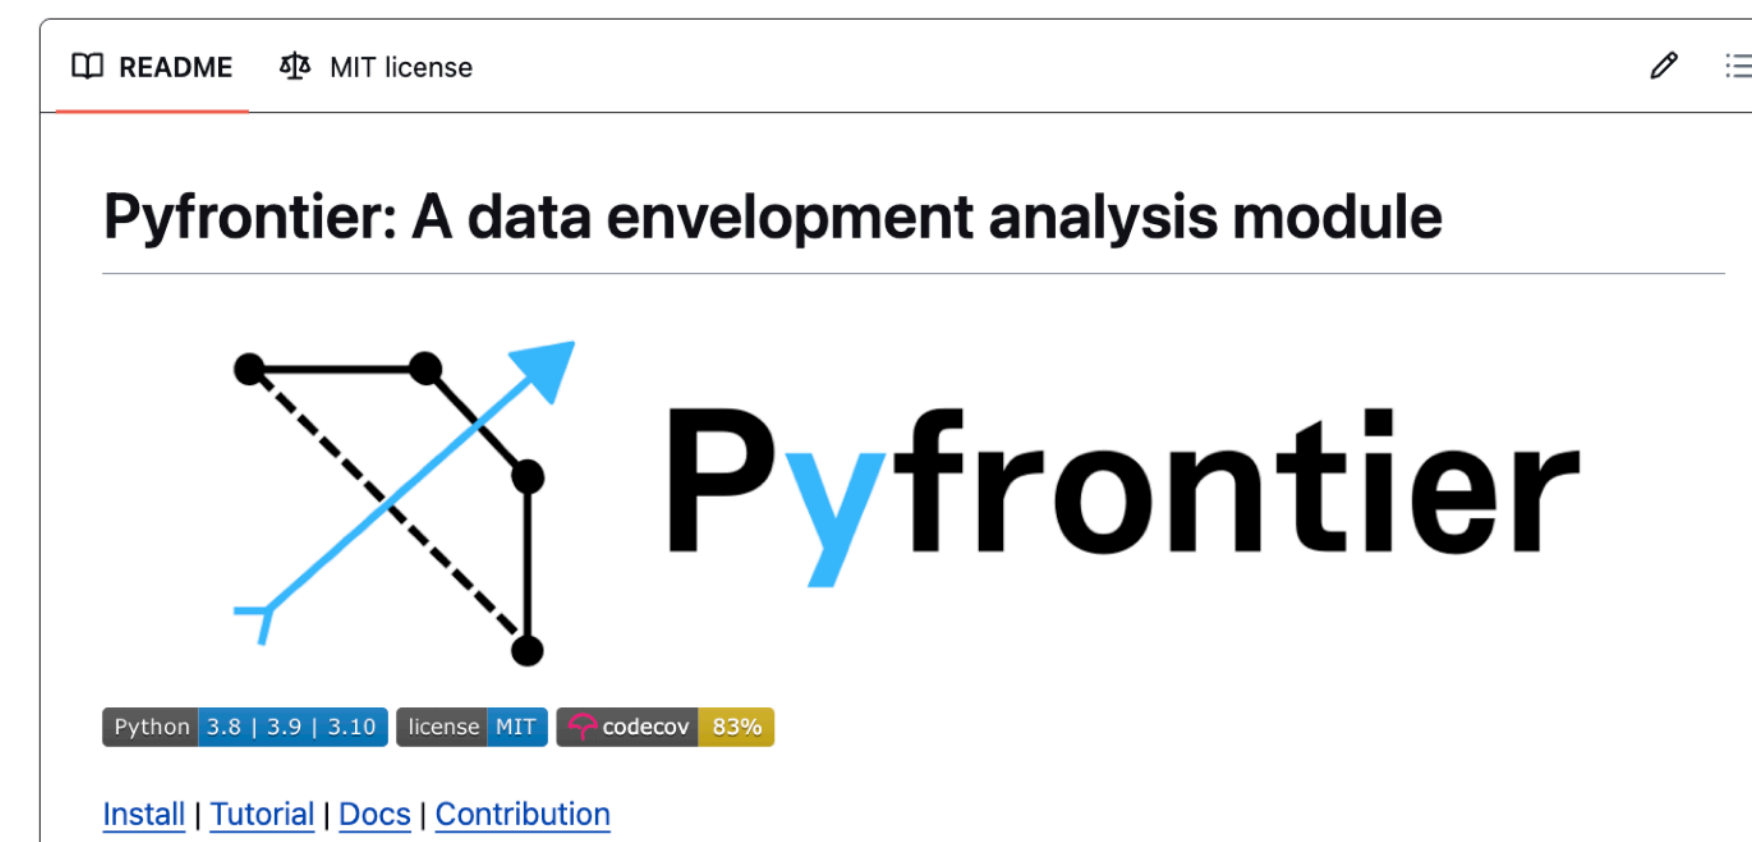 README MIT license
Pyfrontier: A data envelopment analysis module
Pyfrontier
Python 3.8 | 3.9 | 3.10 license MIT codecov 83%
Install | Tutorial | Docs | Contribution